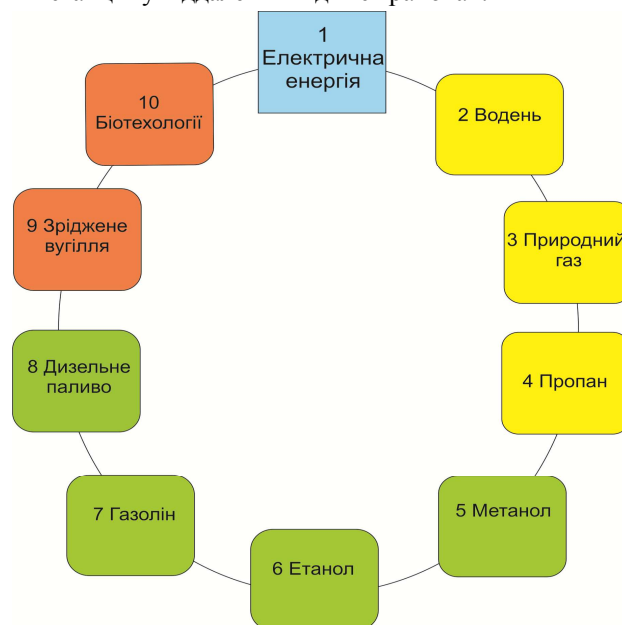 1
Електрична
енергія
2 Водень
3 Природний
газ
4 Пропан
5 Метанол
6 Етанол
7 Газолін
8 Дизельне
паливо
9 Зріджене
вугілля
10
Біотехології